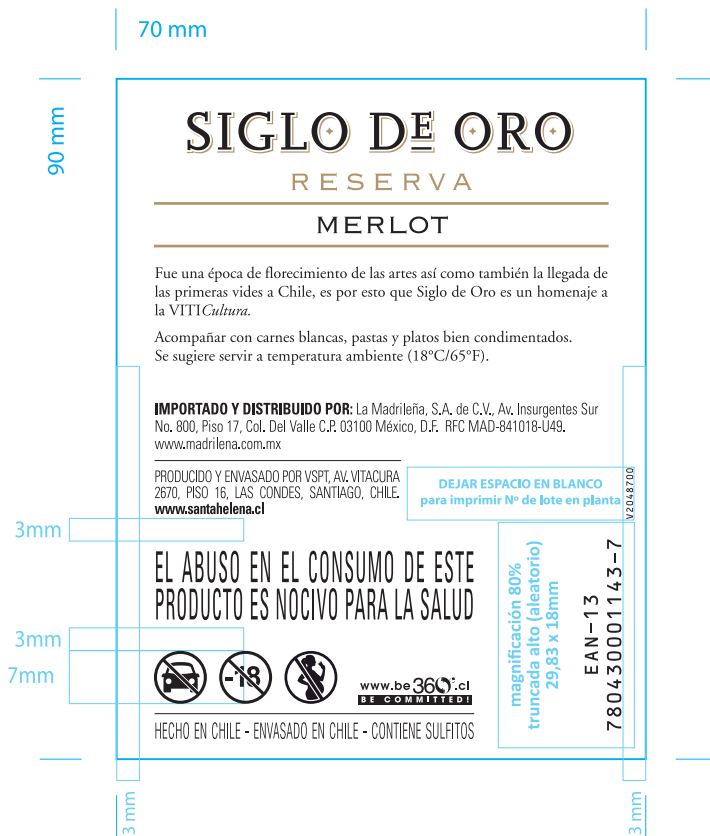 70 mm
90 mm
SIGLO DE ORO
RESERVA
MERLOT
Fue una época de florecimiento de las artes así como también la llegada de
las primeras vides a Chile, es por esto que Siglo de Oro es un homenaje a
la VITICultura.
Acompañar con carnes blancas, pastas y platos bien condimentados.
Se sugiere servir a temperatura ambiente (18°C/65°F).
IMPORTADO Y DISTRIBUIDO POR: La Madrileña, S.A. de C.V., Av. Insurgentes Sur
No. 800, Piso 17, Col. Del Valle C.P. 03100 México, D.F. RFC MAD-841018-U49.
www.madrilena.com.mx
PRODUCIDO Y ENVASADO POR VSPT, AV. VITACURA
2670, PISO 16, LAS CONDES, SANTIAGO, CHILE.
www.santahelena.cl
DEJAR ESPACIO EN BLANCO
para imprimir Nº de lote en planta
V2048700
3mm
EL ABUSO EN EL CONSUMO DE ESTE
PRODUCTO ES NOCIVO PARA LA SALUD
magnificación 80%
truncada alto (aleatorio)
29,83 x 18mm
EAN-13
780430001143-7
3mm
7mm
-18
www.be360°.cl
BE COMMITTED!
HECHO EN CHILE - ENVASADO EN CHILE - CONTIENE SULFITOS
3 mm
3 mm